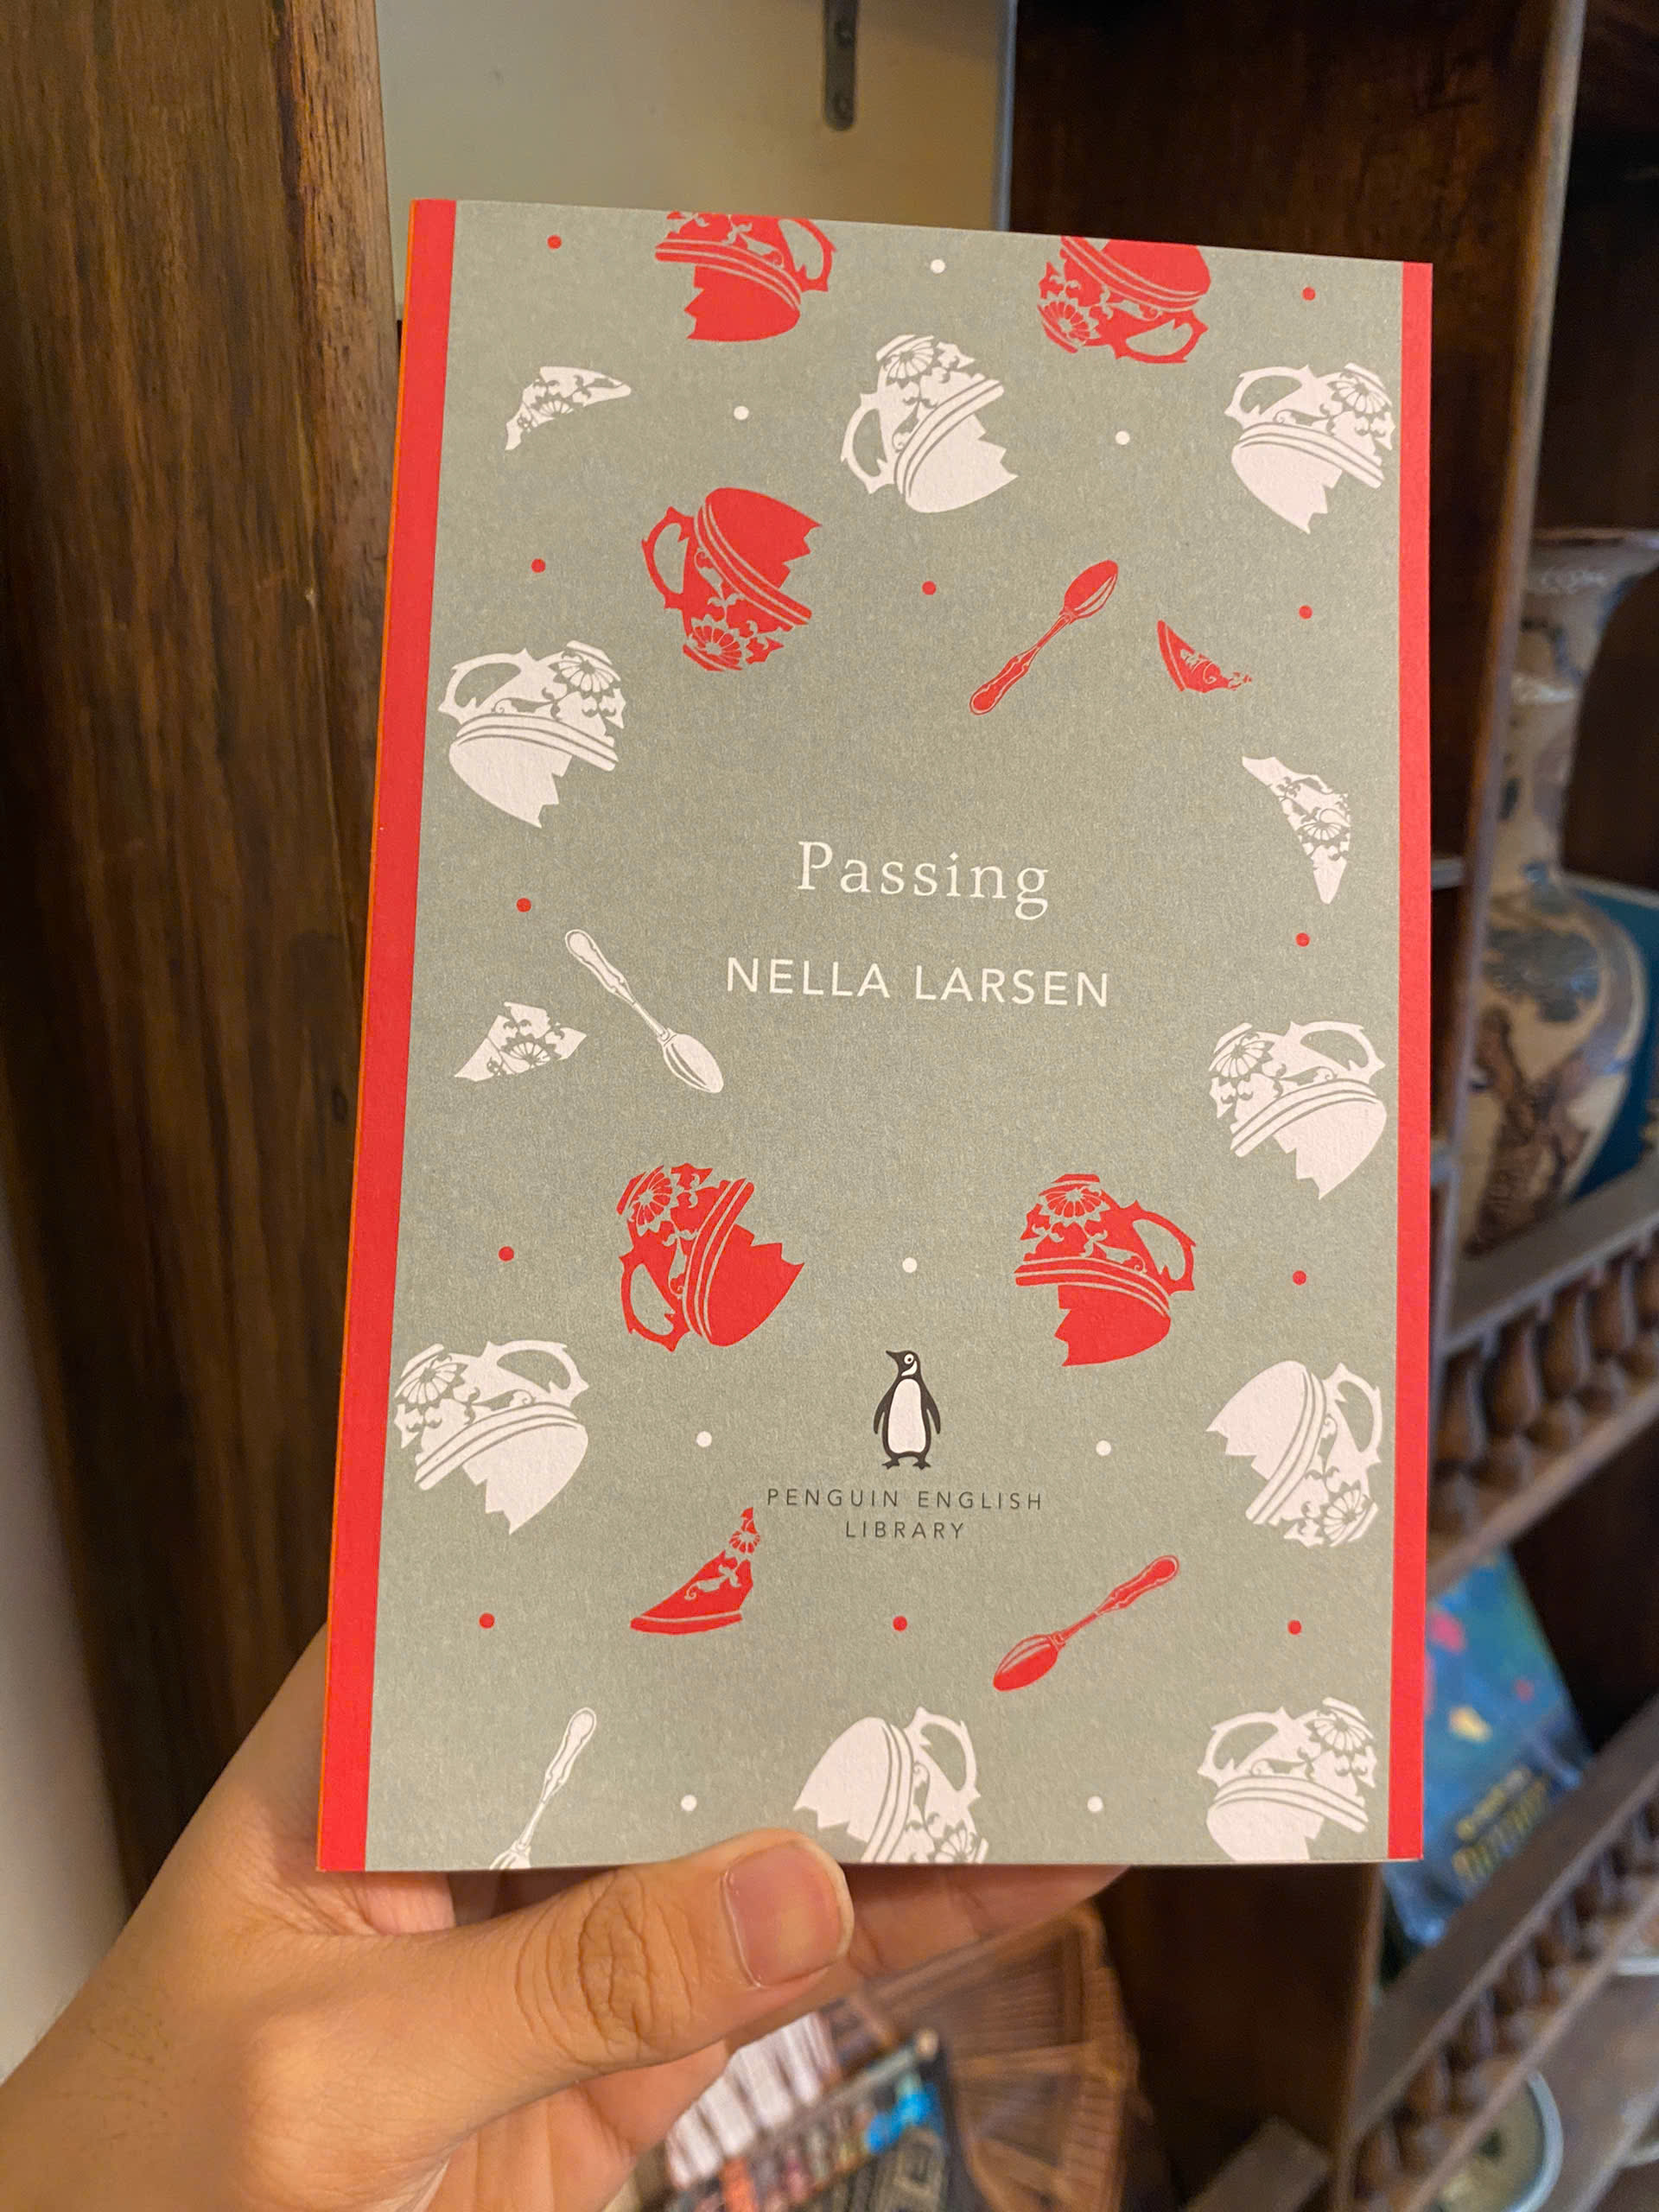 Passing
NELLA LARSEN
PENGUIN ENGLISH
LIBRARY